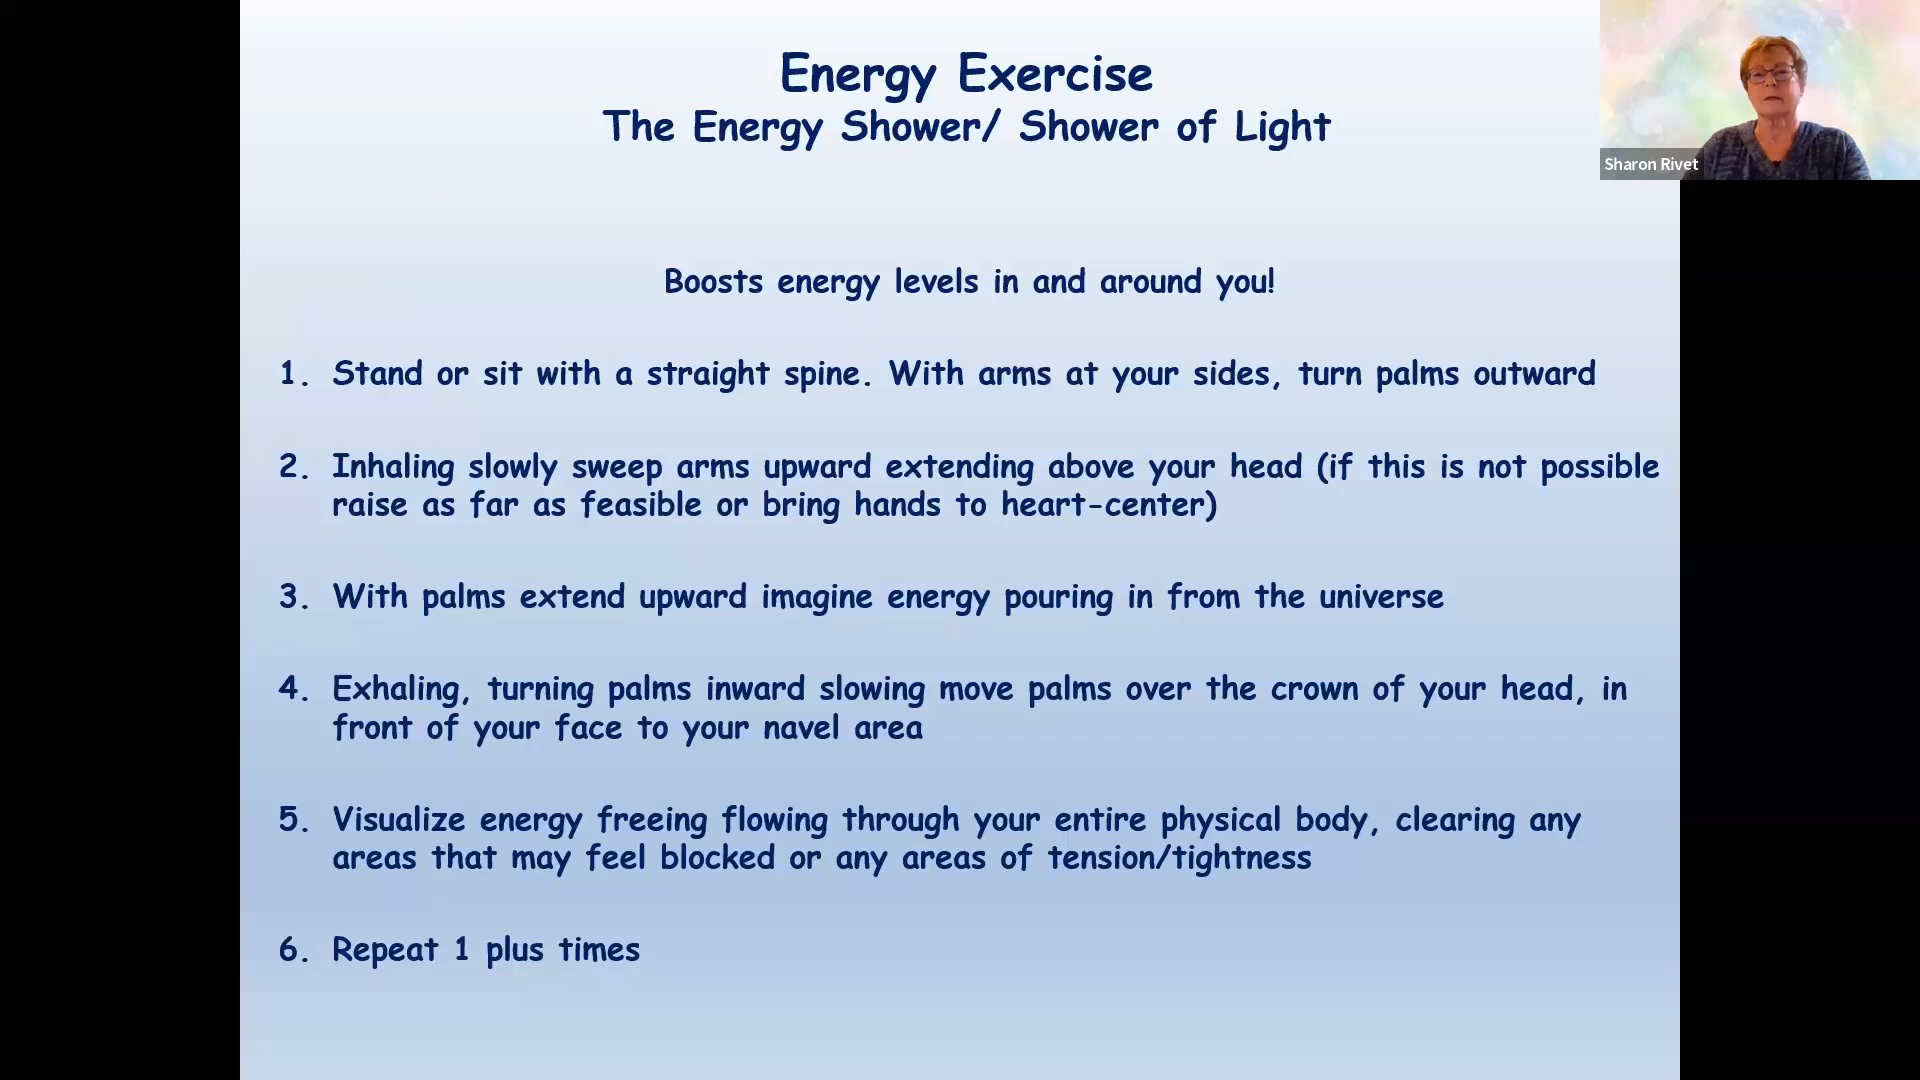 Energy Exercise
The Energy Shower/ Shower of Light
Sharon Rivet
Boosts energy levels in and around you!
1. Stand or sit with a straight spine. With arms at your sides, turn palms outward
2. Inhaling slowly sweep arms upward extending above your head (if this is not possible
raise as far as feasible or bring hands to heart-center)
3. With palms extend upward imagine energy pouring in from the universe
4. Exhaling, turning palms inward slowing move palms over the crown of your head, in
front of your face to your navel area
5. Visualize energy freeing flowing through your entire physical body, clearing any
areas that may feel blocked or any areas of tension/tightness
6. Repeat 1 plus times